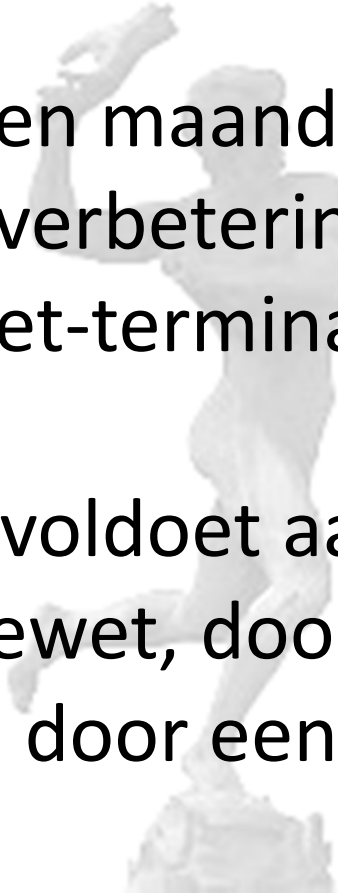 en maand
verbeterin
et-termina
voldoet aa
ewet, doo
door een